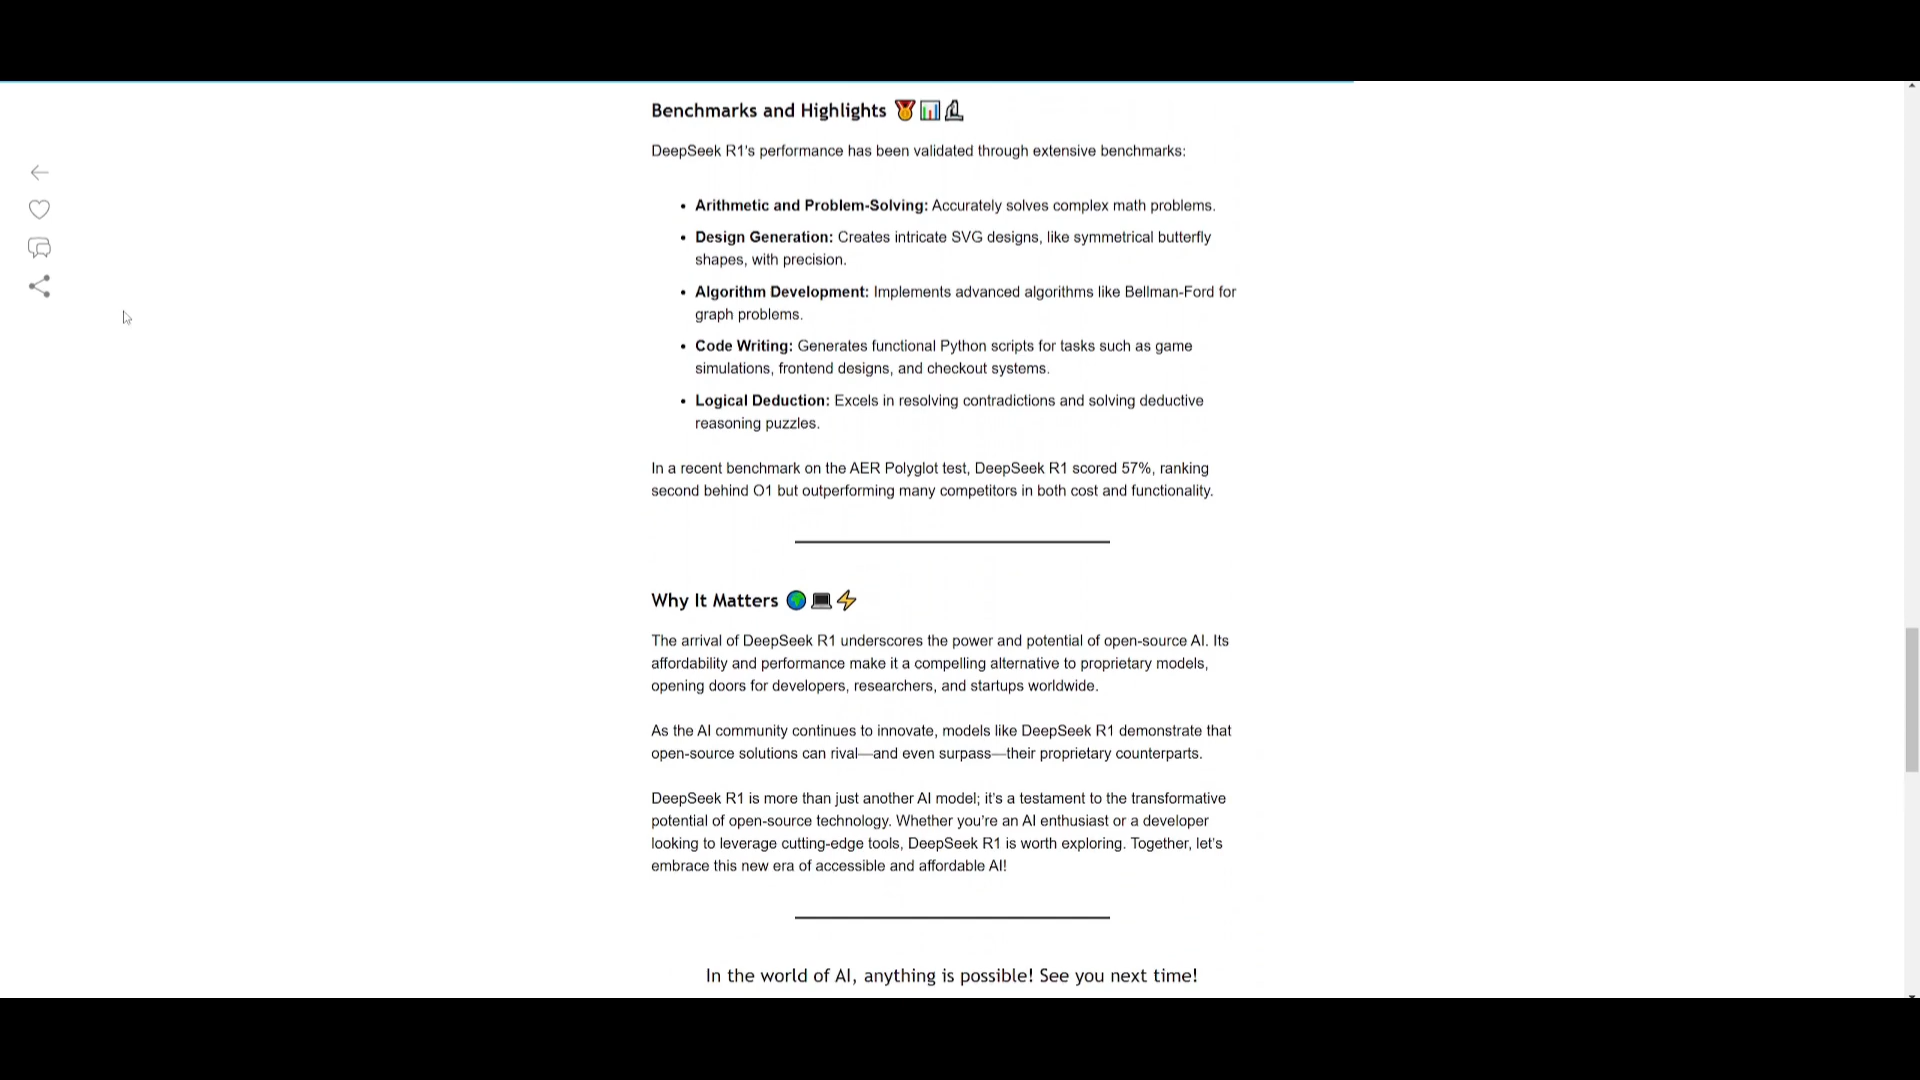 Benchmarks and Highlights 🏅📊🔬
DeepSeek R1's performance has been validated through extensive benchmarks:
• Arithmetic and Problem-Solving: Accurately solves complex math problems.
• Design Generation: Creates intricate SVG designs, like symmetrical butterfly
shapes, with precision.
• Algorithm Development: Implements advanced algorithms like Bellman-Ford for
graph problems.
• Code Writing: Generates functional Python scripts for tasks such as game
simulations, frontend designs, and checkout systems.
• Logical Deduction: Excels in resolving contradictions and solving deductive
reasoning puzzles.
In a recent benchmark on the AER Polyglot test, DeepSeek R1 scored 57%, ranking
second behind O1 but outperforming many competitors in both cost and functionality.
Why It Matters 🌍💻⚡
The arrival of DeepSeek R1 underscores the power and potential of open-source AI. Its
affordability and performance make it a compelling alternative to proprietary models,
opening doors for developers, researchers, and startups worldwide.
As the AI community continues to innovate, models like DeepSeek R1 demonstrate that
open-source solutions can rival—and even surpass—their proprietary counterparts.
DeepSeek R1 is more than just another AI model; it's a testament to the transformative
potential of open-source technology. Whether you're an AI enthusiast or a developer
looking to leverage cutting-edge tools, DeepSeek R1 is worth exploring. Together, let's
embrace this new era of accessible and affordable AI!
In the world of AI, anything is possible! See you next time!